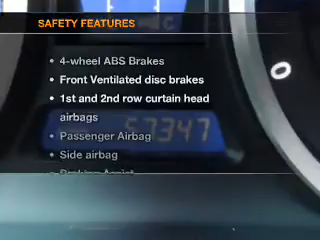 SAFETY FEATURES
• 4-wheel ABS Brakes
• Front Ventilated disc brakes
• 1st and 2nd row curtain head
airbags
• Passenger Airbag
57347
• Side airbag